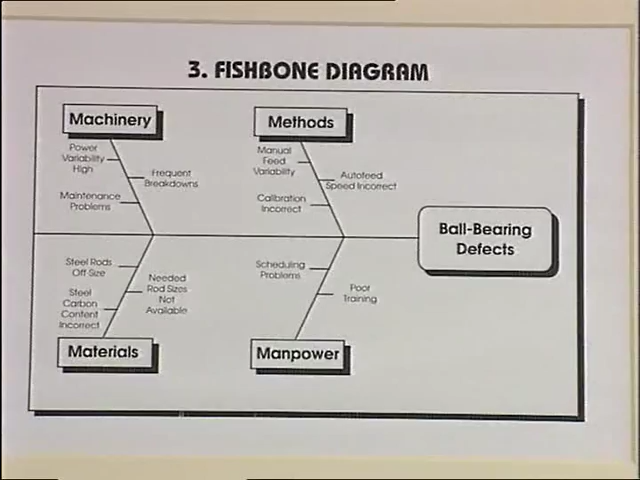 3. FISHBONE DIAGRAM
Machinery
Methods
Power
Variability
High
Frequent
Breakdowns
Maintenance
Problems
Manual
Feed
Variability
Autofeed
Speed Incorrect
Calibration
Incorrect
Ball-Bearing
Defects
Steel Rods
Off Size
Needed
Rod Sizes
Not
Available
Steel
Carbon
Content
Incorrect
Scheduling
Problems
Poor
Training
Materials
Manpower